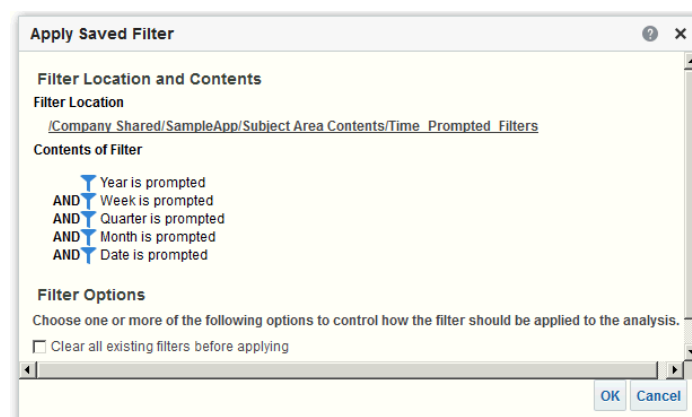 Apply Saved Filter
Filter Location and Contents
Filter Location
/Company Shared/SampleApp/Subject Area Contents/Time_Prompted_Filters
Contents of Filter
Year is prompted
AND Week is prompted
AND Quarter is prompted
AND Month is prompted
AND Date is prompted
Filter Options
Choose one or more of the following options to control how the filter should be applied to the analysis.
Clear all existing filters before applying
OK Cancel